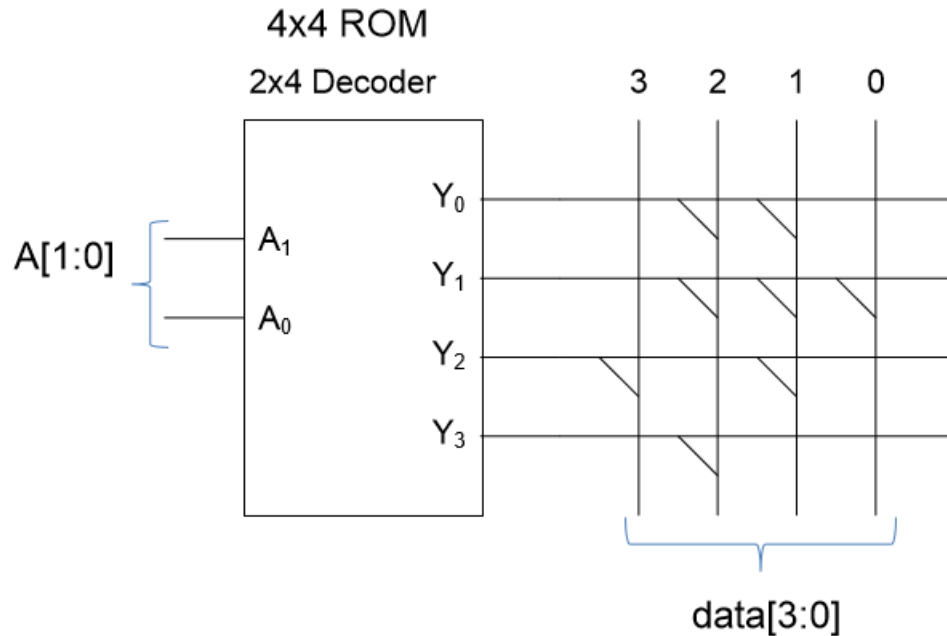 4x4 ROM
2x4 Decoder
3 2 1 0
Y₀
A[1:0]
A₁
Y₁
A₀
Y₂
Y₃
data[3:0]